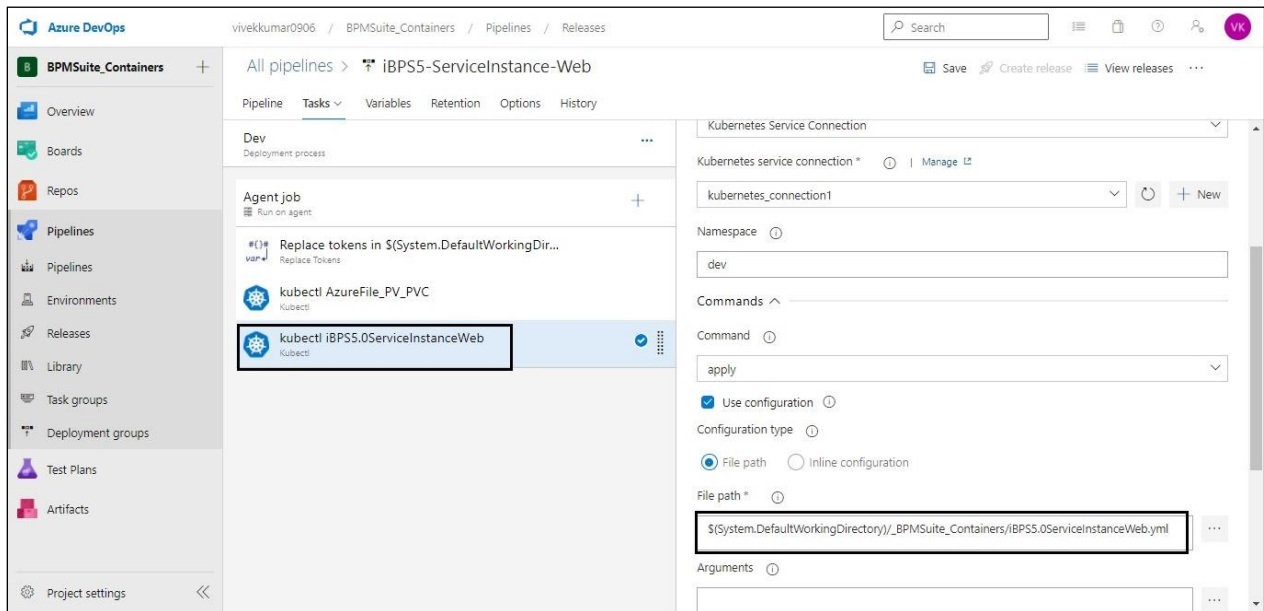 Azure DevOps
vivekkumar0906 / BPMSuite_Containers / Pipelines / Releases
Search
VK
B
BPMSuite_Containers
All pipelines > iBPS5-ServiceInstance-Web
Save
Create release
View releases
Overview
Boards
Repos
Pipelines
Pipelines
Environments
Releases
Library
Task groups
Deployment groups
Test Plans
Artifacts
Project settings
Pipeline
Tasks
Variables
Retention
Options
History
Dev
Deployment process
Agent job
Run on agent
Replace tokens in $(System.DefaultWorkingDir...
Replace Tokens
kubectl AzureFile_PV_PVC
Kubectl
kubectl iBPS5.0ServiceInstanceWeb
Kubectl
Kubernetes Service Connection
Kubernetes service connection * | Manage
kubernetes_connection1
New
Namespace
dev
Commands
Command
apply
Use configuration
Configuration type
File path
Inline configuration
File path *
$(System.DefaultWorkingDirectory)/_BPMSuite_Containers/iBPS5.0ServiceInstanceWeb.yml
Arguments